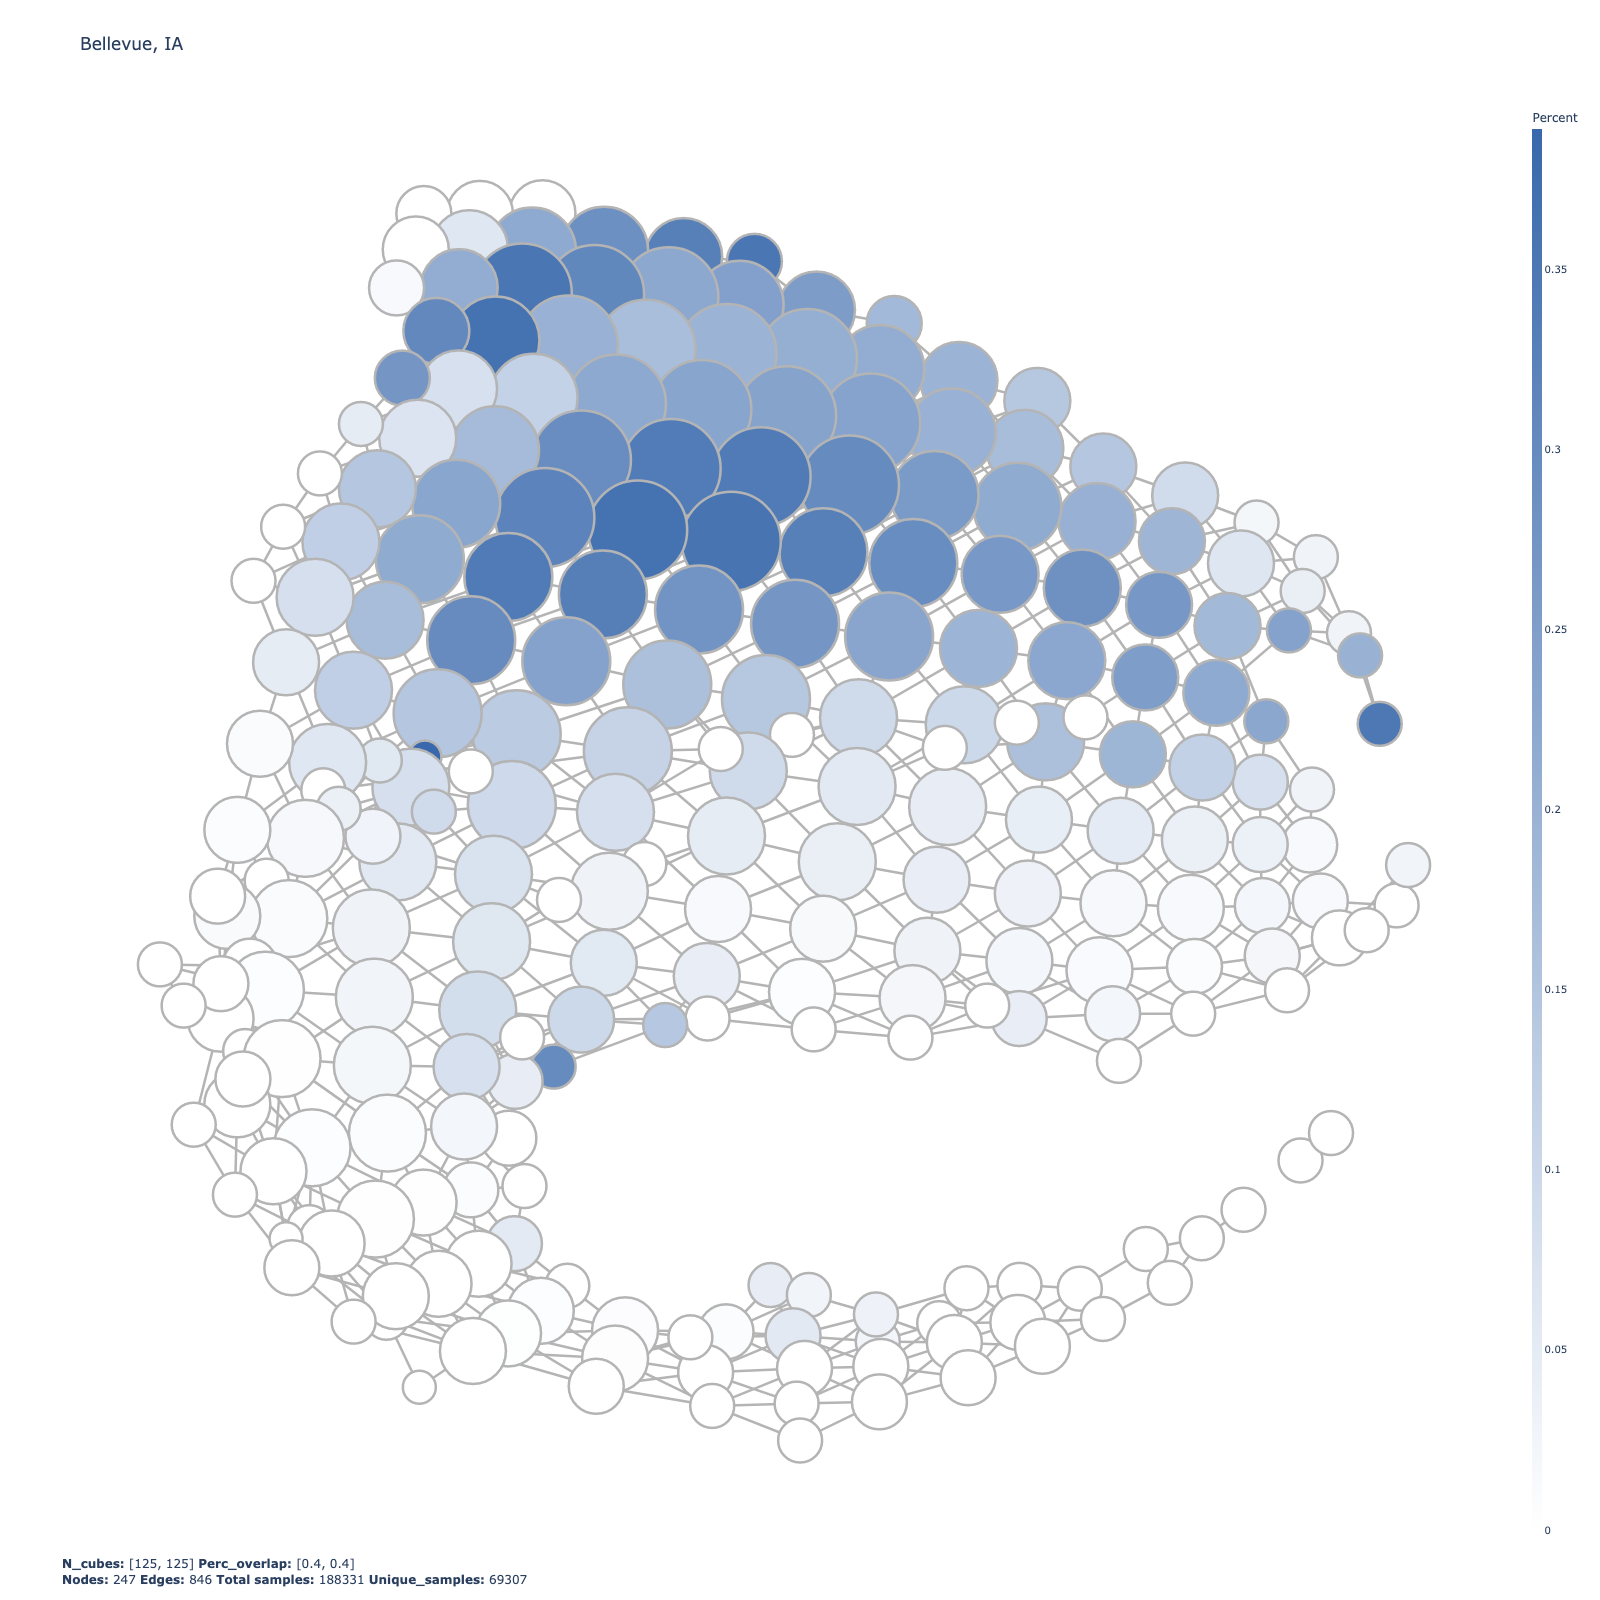 Bellevue, IA
Percent
0.35
0.3
0.25
0.2
0.15
0.1
0.05
0
N_cubes: [125, 125] Perc_overlap: [0.4, 0.4]
Nodes: 247 Edges: 846 Total samples: 188331 Unique_samples: 69307